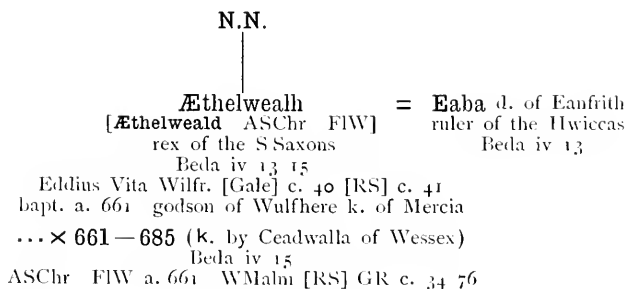 N.N.
Æthelwealh = Eaba d. of Eanfrith
[Æthelweald ASChr FlW] ruler of the Hwiccas
rex of the S Saxons Beda iv 13
Beda iv 13 15
Eddius Vita Wilfr. [Gale] c. 40 [RS] c. 41
bapt. a. 661 godson of Wulfhere k. of Mercia
... × 661—685 (k. by Ceadwalla of Wessex)
Beda iv 15
ASChr FlW a. 661 WMalm [RS] GR c. 34 76